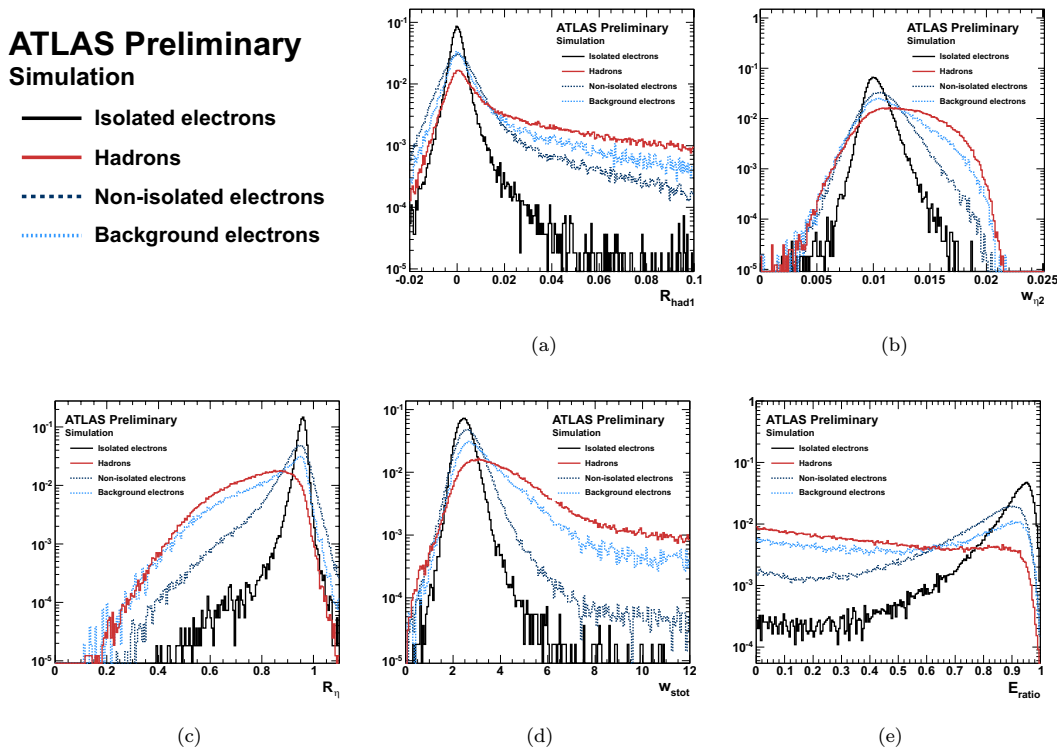 ATLAS Preliminary
Simulation
Isolated electrons
Hadrons
Non-isolated electrons
Background electrons
ATLAS Preliminary
Simulation
Isolated electrons
Hadrons
Non-isolated electrons
Background electrons
10⁻¹
10⁻²
10⁻³
10⁻⁴
10⁻⁵
-0.02 0 0.02 0.04 0.06 0.08 0.1
R_had1
(a)
ATLAS Preliminary
Simulation
Isolated electrons
Hadrons
Non-isolated electrons
Background electrons
1
10⁻¹
10⁻²
10⁻³
10⁻⁴
10⁻⁵
0 0.005 0.01 0.015 0.02 0.025
w_η2
(b)
ATLAS Preliminary
Simulation
Isolated electrons
Hadrons
Non-isolated electrons
Background electrons
10⁻¹
10⁻²
10⁻³
10⁻⁴
10⁻⁵
0 0.2 0.4 0.6 0.8 1
R_η
(c)
ATLAS Preliminary
Simulation
Isolated electrons
Hadrons
Non-isolated electrons
Background electrons
10⁻¹
10⁻²
10⁻³
10⁻⁴
10⁻⁵
0 2 4 6 8 10 12
w_stot
(d)
ATLAS Preliminary
Simulation
Isolated electrons
Hadrons
Non-isolated electrons
Background electrons
1
10⁻¹
10⁻²
10⁻³
10⁻⁴
0 0.1 0.2 0.3 0.4 0.5 0.6 0.7 0.8 0.9 1
E_ratio
(e)